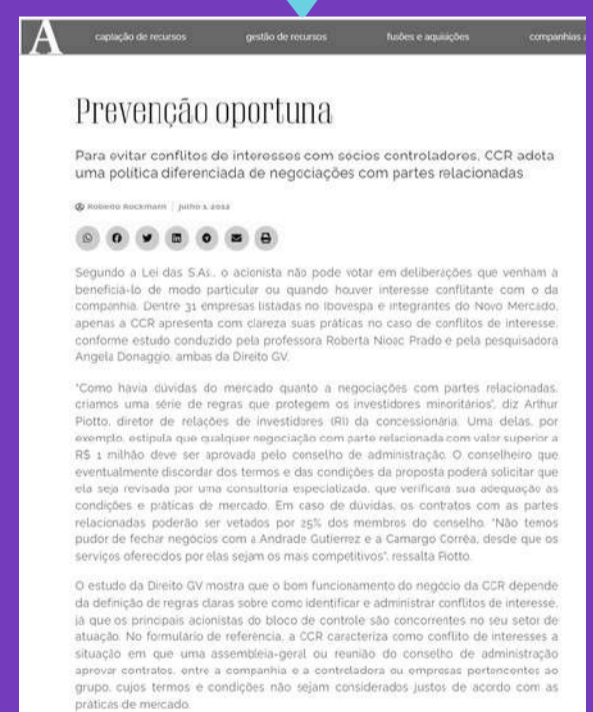 A captação de recursos gestão de recursos fusões e aquisições companhias a
Prevenção oportuna
Para evitar conflitos de interesses com sócios controladores, CCR adota
uma política diferenciada de negociações com partes relacionadas
Roberto Rockmann | julho 1, 2012
Segundo a Lei das S.As., o acionista não pode votar em deliberações que venham a
beneficiá-lo de modo particular ou quando houver interesse conflitante com o da
companhia. Dentre 31 empresas listadas no Ibovespa e integrantes do Novo Mercado,
apenas a CCR apresenta com clareza suas práticas no caso de conflitos de interesse,
conforme estudo conduzido pela professora Roberta Nioac Prado e pela pesquisadora
Angela Donaggio, ambas da Direito GV.
"Como havia dúvidas do mercado quanto a negociações com partes relacionadas,
criamos uma série de regras que protegem os investidores minoritários", diz Arthur
Piotto, diretor de relações de investidores (RI) da concessionária. Uma delas, por
exemplo, estipula que qualquer negociação com parte relacionada com valor superior a
R$ 1 milhão deve ser aprovada pelo conselho de administração. O conselheiro que
eventualmente discordar dos termos e das condições da proposta poderá solicitar que
ela seja revisada por uma consultoria especializada, que verificará sua adequação às
condições e práticas de mercado. Em caso de dúvidas, os contratos com as partes
relacionadas poderão ser vetados por 25% dos membros do conselho. "Não temos
pudor de fechar negócios com a Andrade Gutierrez e a Camargo Corrêa, desde que os
serviços oferecidos por elas sejam os mais competitivos", ressalta Piotto.
O estudo da Direito GV mostra que o bom funcionamento do negócio da CCR depende
da definição de regras claras sobre como identificar e administrar conflitos de interesse,
já que os principais acionistas do bloco de controle são concorrentes no seu setor de
atuação. No formulário de referência, a CCR caracteriza como conflito de interesses a
situação em que uma assembleia-geral ou reunião do conselho de administração
aprovar contratos, entre a companhia e a controladora ou empresas pertencentes ao
grupo, cujos termos e condições não sejam considerados justos de acordo com as
práticas de mercado.